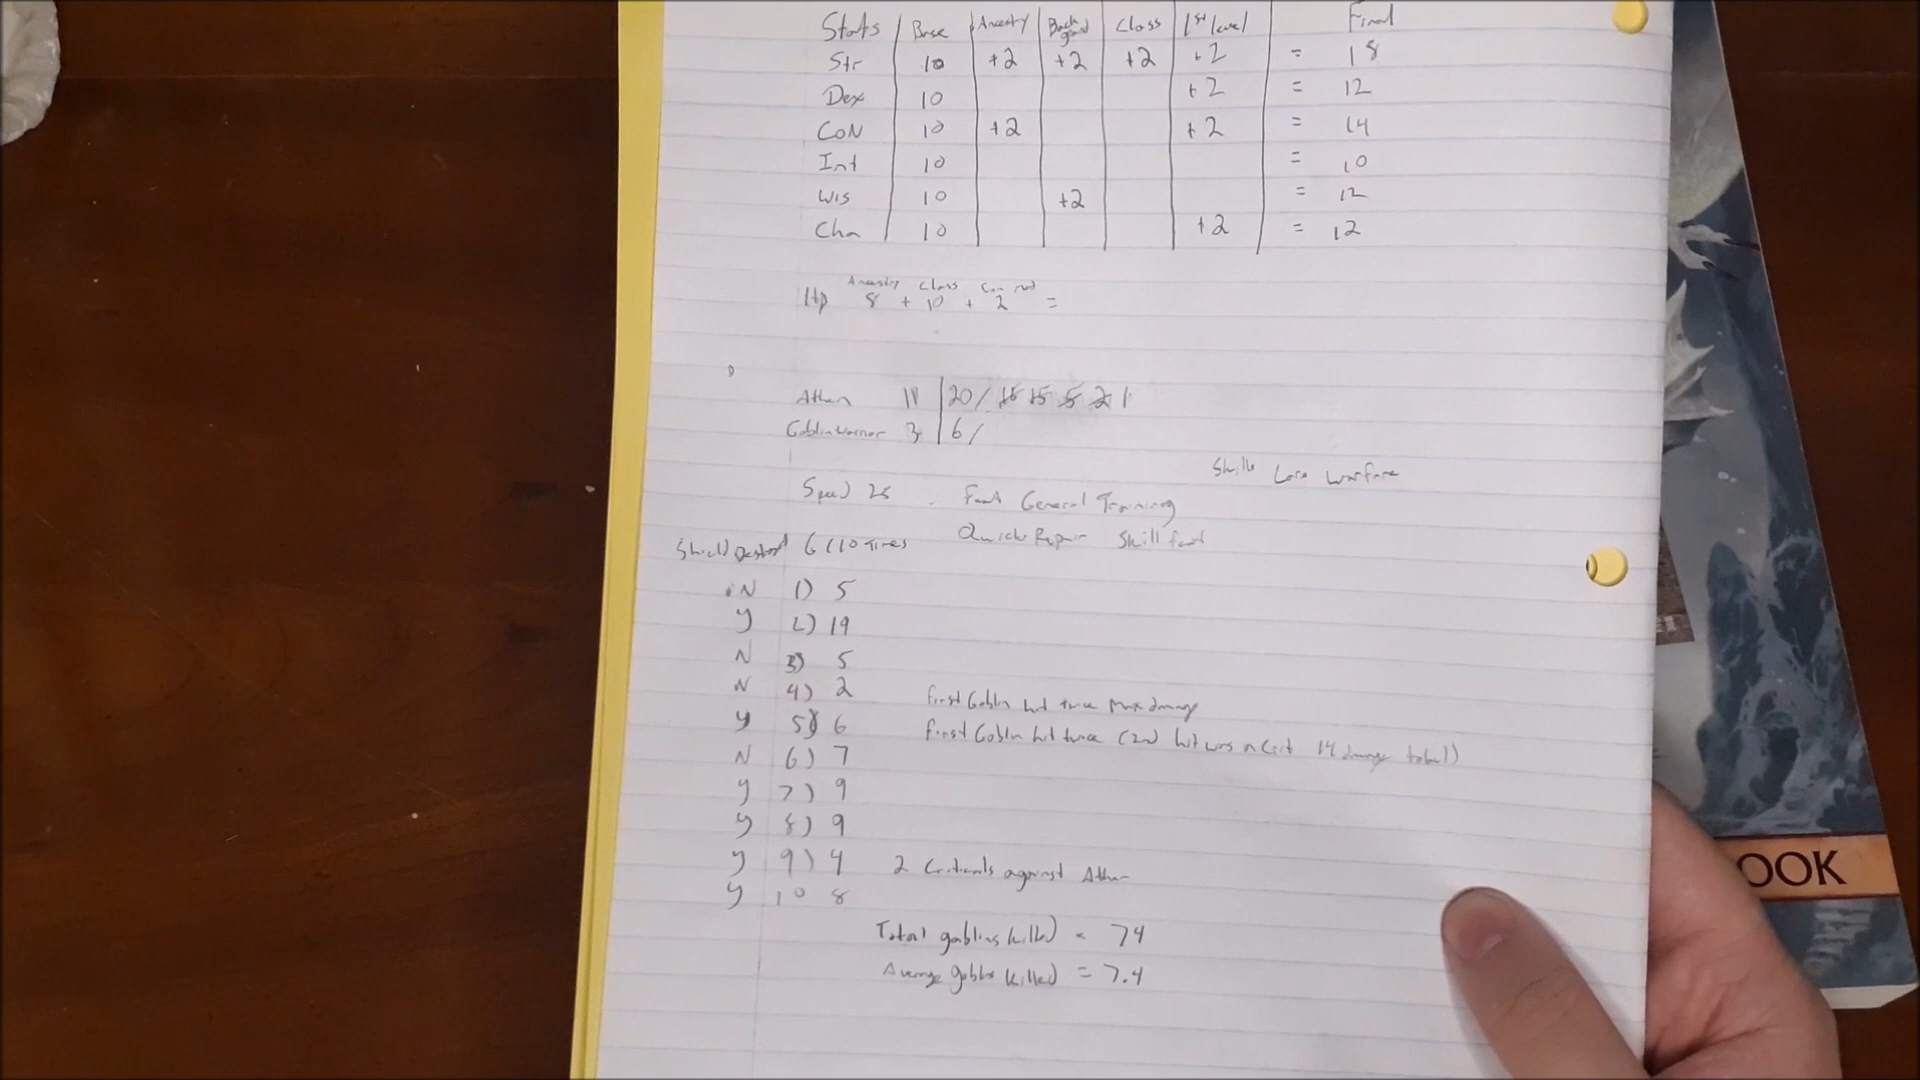 Stats Base Ancestry Background Class 1st level Final
Str 10 +2 +2 +2 +2 = 18
Dex 10 +2 = 12
CoN 10 +2 +2 = 14
Int 10 = 10
Wis 10 +2 = 12
Cha 10 +2 = 12
Ancestry Class Con mod
Hp 8 + 10 + 2 =
20/ 15 5 2 1
Goblin Warrior 3 6/
Skills Lore Warfare
Speed 25 Feat General Training
Quick Repair Skill feat
Shield 6 (10 Times
N 1) 5
y 2) 19
N 3) 5
N 4) 2 first Goblin hit twice Max damage
y 5) 6 first Goblin hit twice (2nd hit was a Crit 14 damage total))
N 6) 7
y 7) 9
y 8) 9
y 9) 4 2 Criticals against
y 10 8
Total goblins killed = 74
Average goblins killed = 7.4
OOK